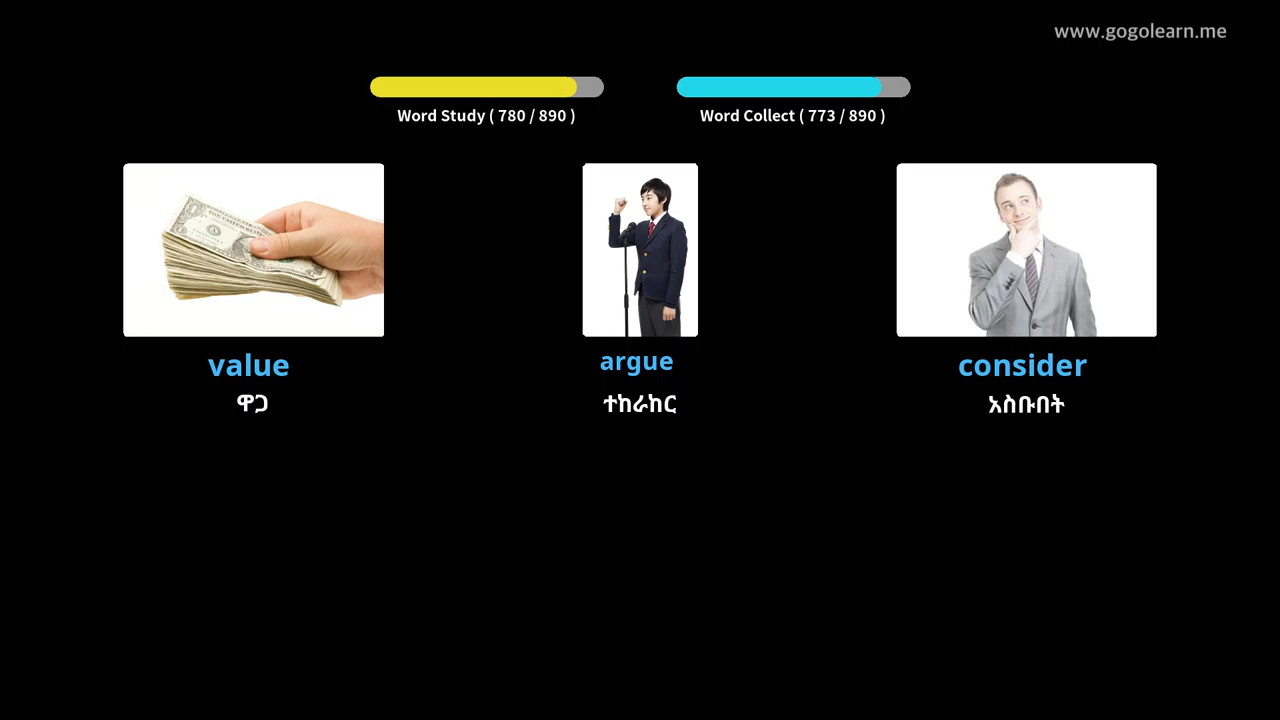 www.gogolearn.me
Word Study ( 780 / 890 )
Word Collect ( 773 / 890 )
value
argue
consider
ዋጋ
ተከራከር
አስቡበት